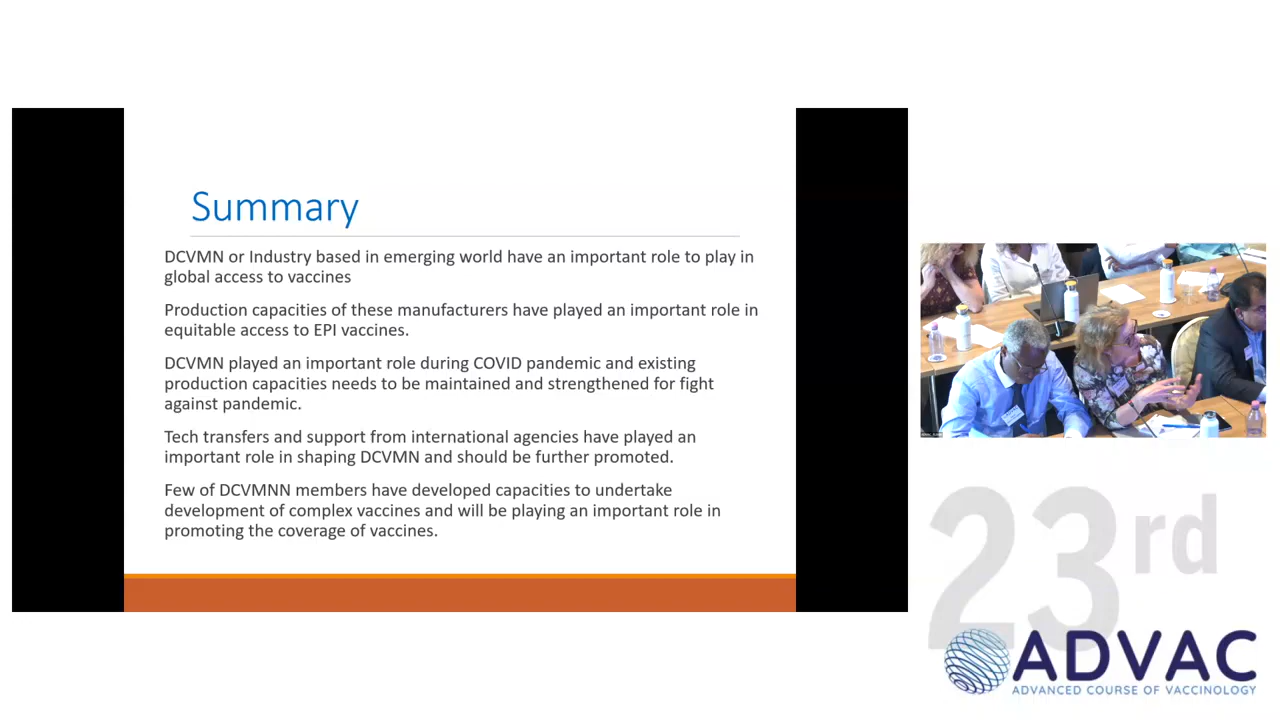 Summary
DCVMN or Industry based in emerging world have an important role to play in
global access to vaccines
Production capacities of these manufacturers have played an important role in
equitable access to EPI vaccines.
DCVMN played an important role during COVID pandemic and existing
production capacities needs to be maintained and strengthened for fight
against pandemic.
Tech transfers and support from international agencies have played an
important role in shaping DCVMN and should be further promoted.
Few of DCVMNN members have developed capacities to undertake
development of complex vaccines and will be playing an important role in
promoting the coverage of vaccines.
23rd
ADVAC
ADVANCED COURSE OF VACCINOLOGY